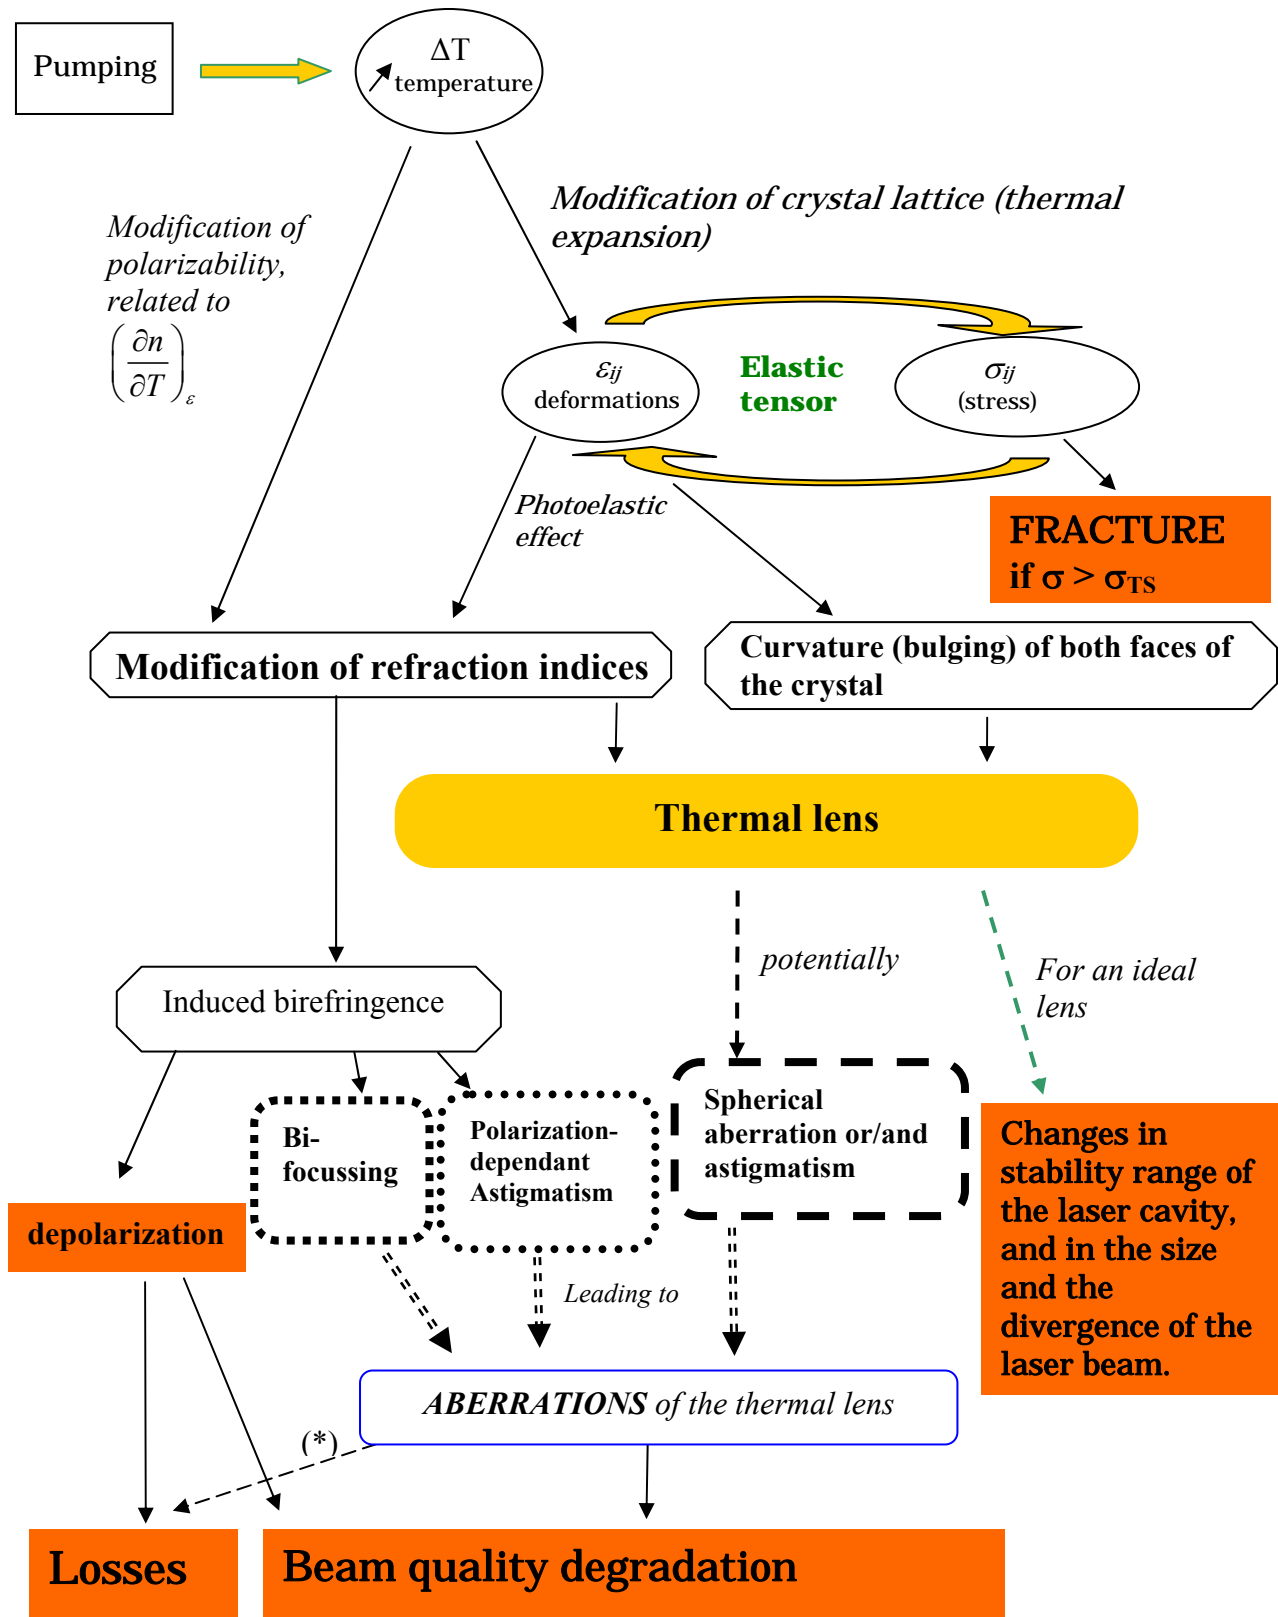 Pumping
ΔT
temperature
Modification of crystal lattice (thermal
expansion)
Modification of
polarizability,
related to
(∂n/∂T)ε
εij
deformations
Elastic
tensor
σij
(stress)
Photoelastic
effect
FRACTURE
if σ > σTS
Modification of refraction indices
Curvature (bulging) of both faces of
the crystal
Thermal lens
potentially
For an ideal
lens
Induced birefringence
Bi-
focussing
Polarization-
dependant
Astigmatism
Spherical
aberration or/and
astigmatism
Changes in
stability range of
the laser cavity,
and in the size
and the
divergence of the
laser beam.
depolarization
Leading to
ABERRATIONS of the thermal lens
(*)
Losses
Beam quality degradation